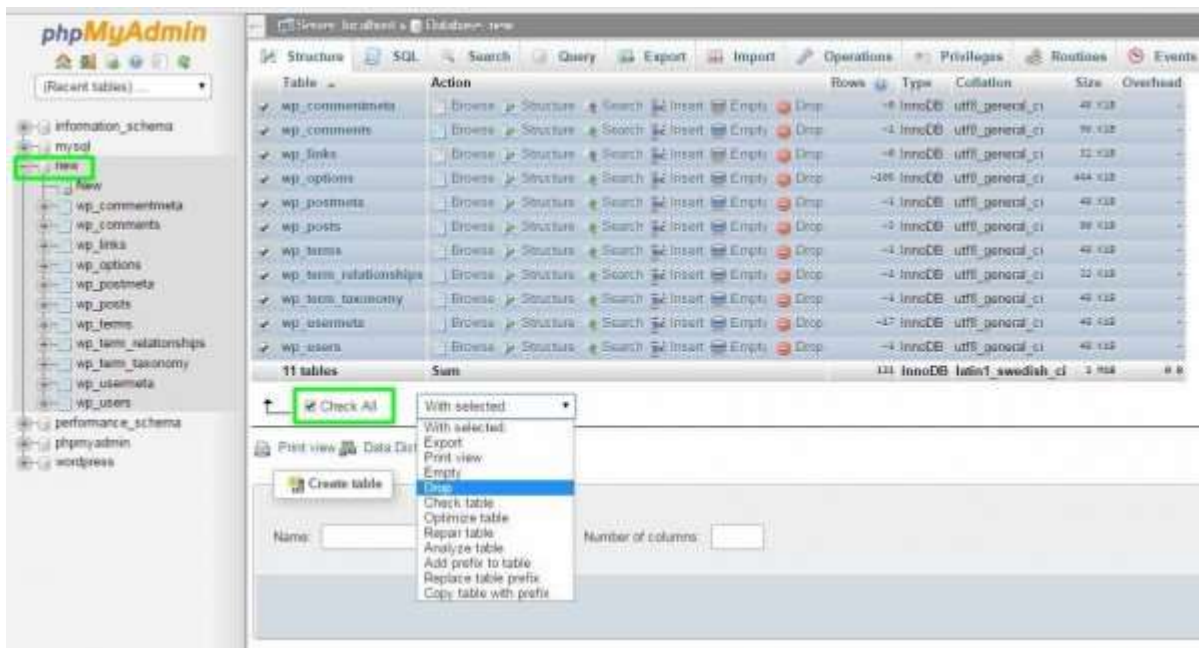 phpMyAdmin
(Recent tables) ...
information_schema
mysql
new
New
wp_commentmeta
wp_comments
wp_links
wp_options
wp_postmeta
wp_posts
wp_terms
wp_term_relationships
wp_term_taxonomy
wp_usermeta
wp_users
performance_schema
phpmyadmin
wordpress
Server: localhost » Database: new
Structure SQL Search Query Export Import Operations Privileges Routines Events
Table Action Rows Type Collation Size Overhead
wp_commentmeta Browse Structure Search Insert Empty Drop InnoDB utf8_general_ci
wp_comments Browse Structure Search Insert Empty Drop InnoDB utf8_general_ci
wp_links Browse Structure Search Insert Empty Drop InnoDB utf8_general_ci
wp_options Browse Structure Search Insert Empty Drop InnoDB utf8_general_ci
wp_postmeta Browse Structure Search Insert Empty Drop InnoDB utf8_general_ci
wp_posts Browse Structure Search Insert Empty Drop InnoDB utf8_general_ci
wp_terms Browse Structure Search Insert Empty Drop InnoDB utf8_general_ci
wp_term_relationships Browse Structure Search Insert Empty Drop InnoDB utf8_general_ci
wp_term_taxonomy Browse Structure Search Insert Empty Drop InnoDB utf8_general_ci
wp_usermeta Browse Structure Search Insert Empty Drop InnoDB utf8_general_ci
wp_users Browse Structure Search Insert Empty Drop InnoDB utf8_general_ci
11 tables Sum InnoDB latin1_swedish_ci
Check All With selected:
With selected:
Export
Print view Data Dict
Print view
Empty
Drop
Create table
Check table
Optimize table
Name: Repair table Number of columns:
Analyze table
Add prefix to table
Replace table prefix
Copy table with prefix